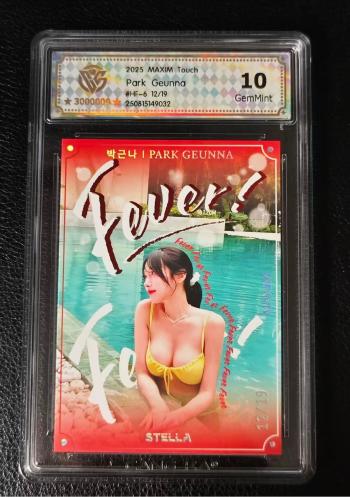 2025 MAXIM Touch
Park Geunna
#HF-6 12/19
250815149032
3000009
10
GemMint
박근나 | PARK GEUNNA
Fever!
STELLA
12/19